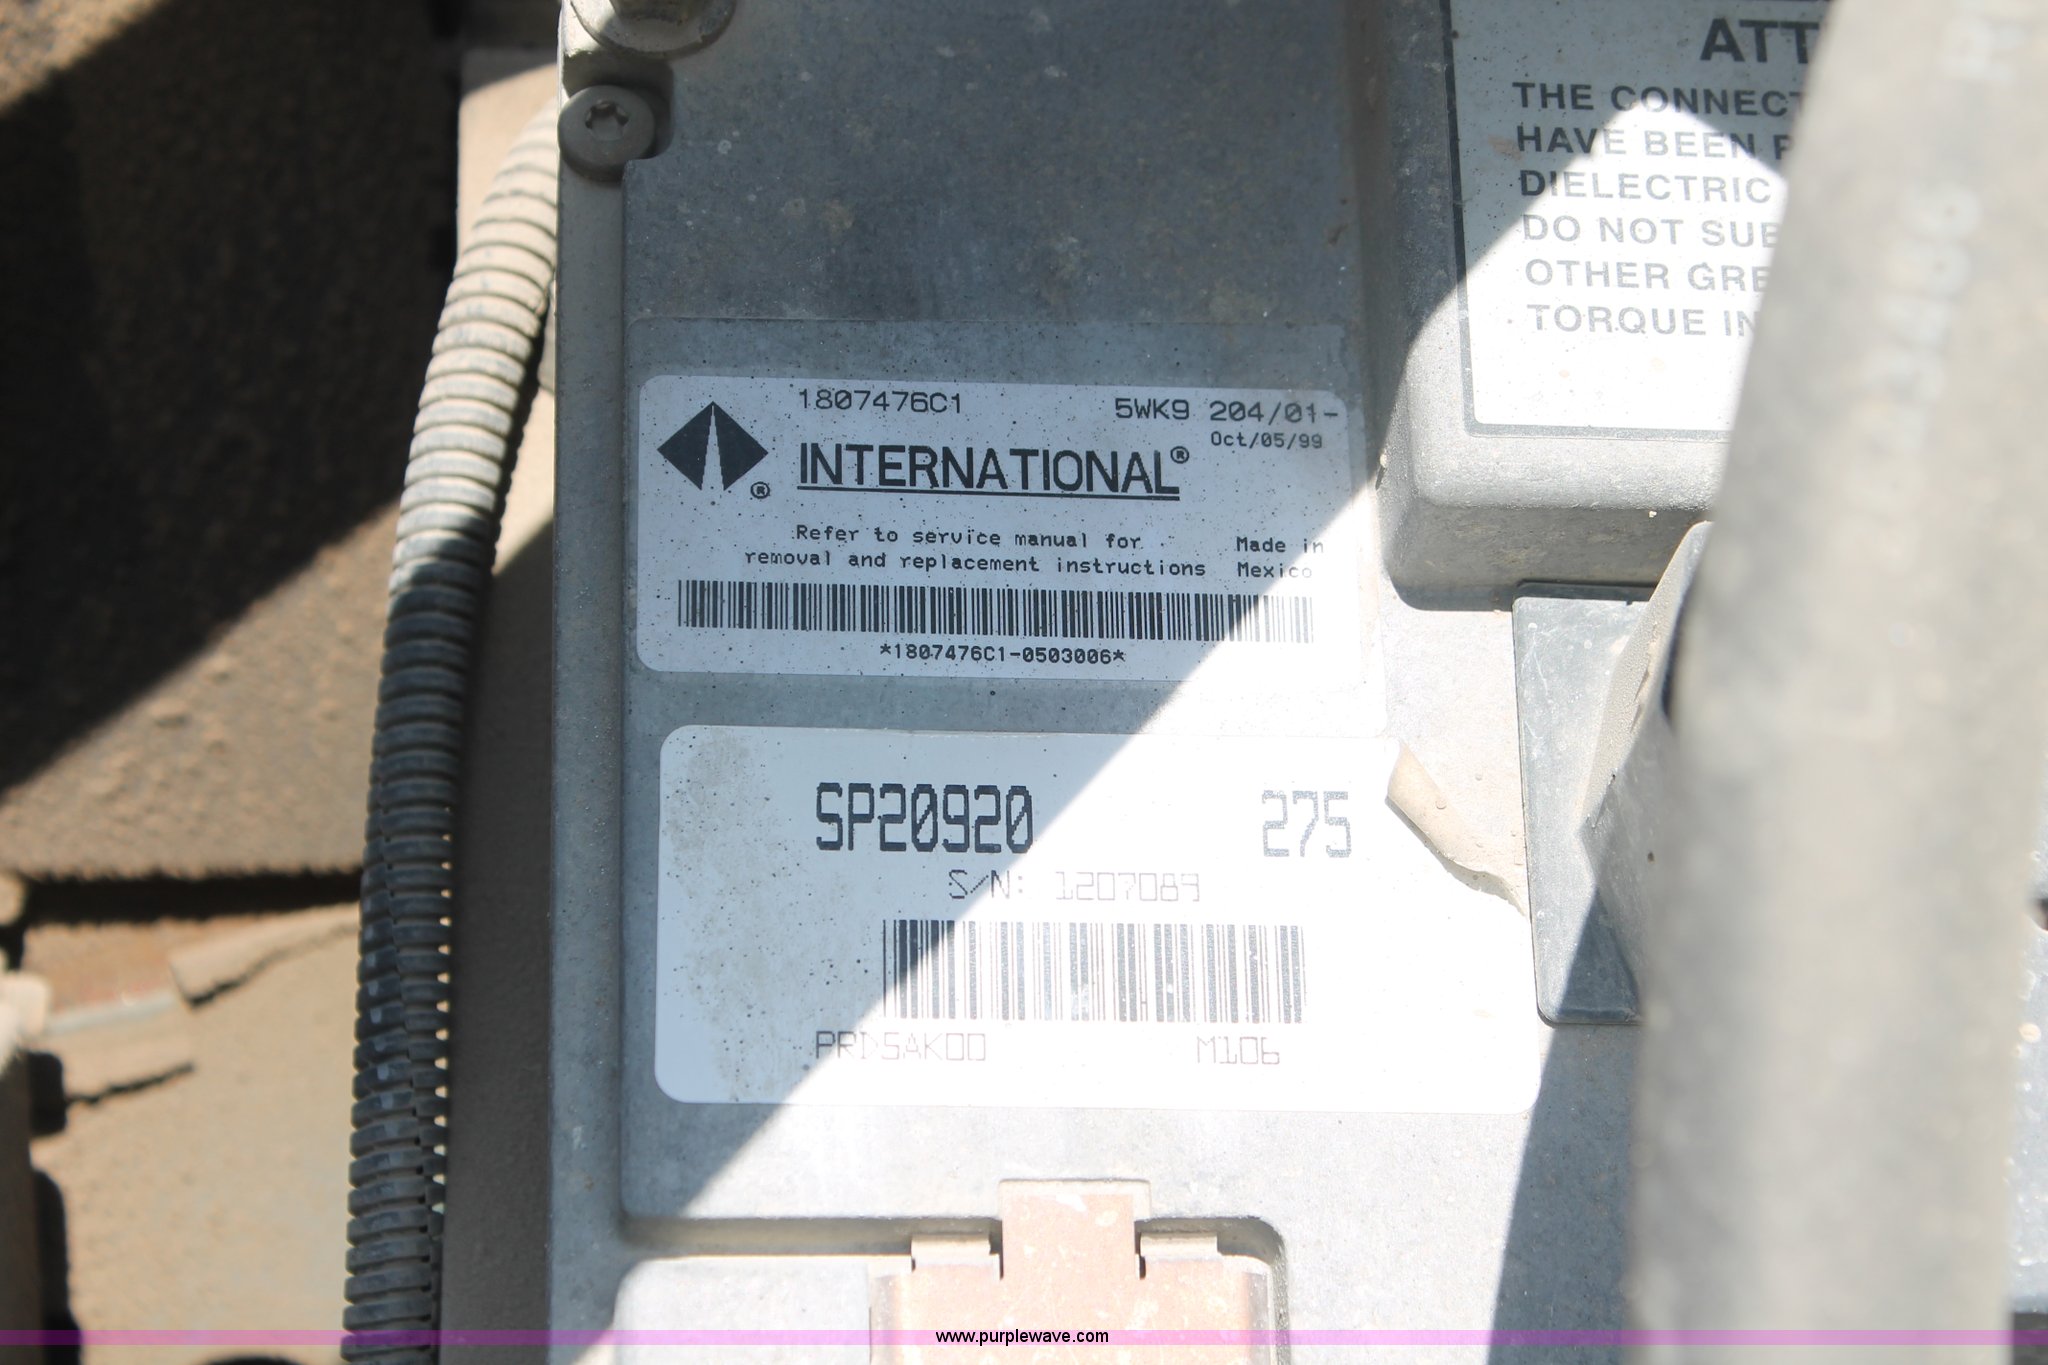 ATT
THE CONNECT
HAVE BEEN P
DIELECTRIC
DO NOT SUB
OTHER GRE
TORQUE IN
1807476C1 5WK9 204/01-
Oct/05/99
INTERNATIONAL®
®
Refer to service manual for
removal and replacement instructions
Made in
Mexico
*1807476C1-0503006*
SP20920 275
S/N: 1207089
PRDSAK00 M106
www.purplewave.com